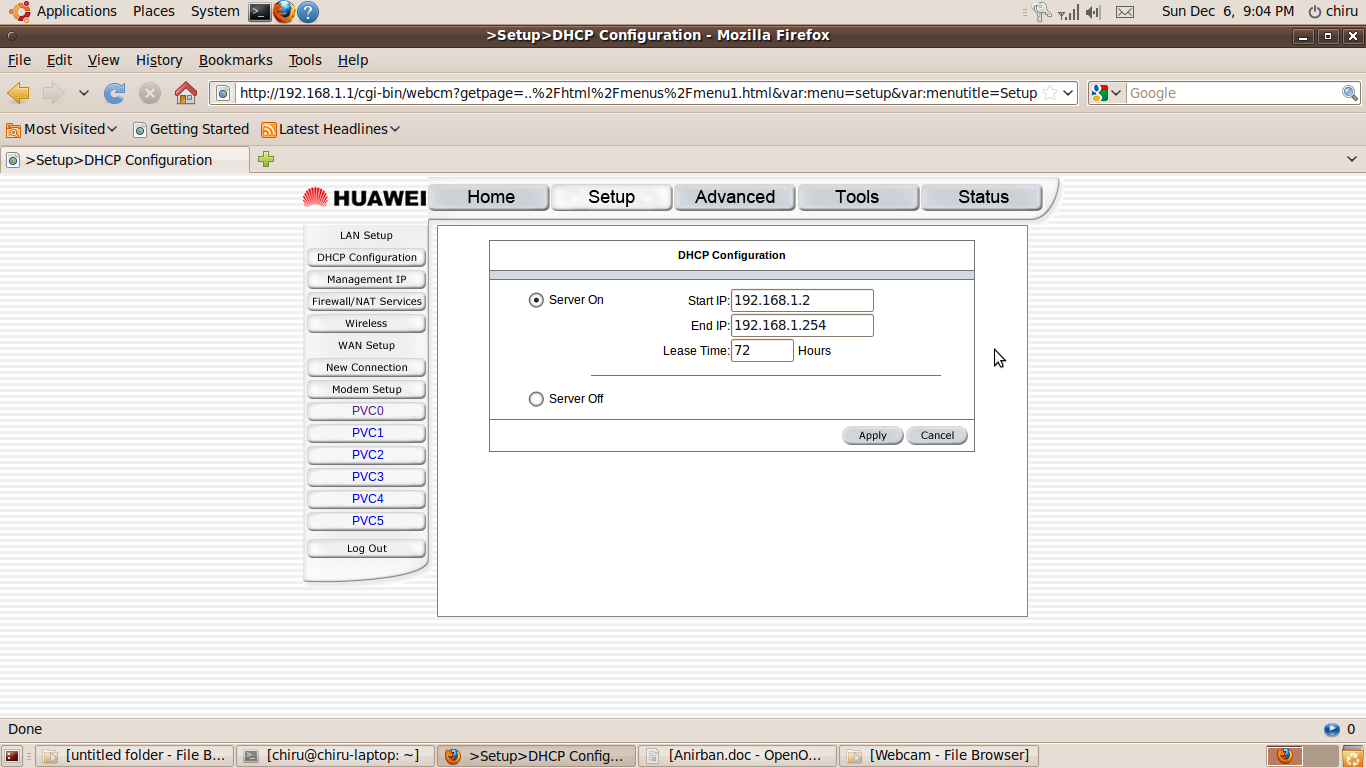 Applications Places System Sun Dec 6, 9:04 PM chiru
>Setup>DHCP Configuration - Mozilla Firefox
File Edit View History Bookmarks Tools Help
http://192.168.1.1/cgi-bin/webcm?getpage=..%2Fhtml%2Fmenus%2Fmenu1.html&var:menu=setup&var:menutitle=Setup Google
Most Visited Getting Started Latest Headlines
>Setup>DHCP Configuration
HUAWEI Home Setup Advanced Tools Status
LAN Setup
DHCP Configuration
Management IP
Firewall/NAT Services
Wireless
WAN Setup
New Connection
Modem Setup
PVC0
PVC1
PVC2
PVC3
PVC4
PVC5
Log Out
DHCP Configuration
Server On Start IP: 192.168.1.2
End IP: 192.168.1.254
Lease Time: 72 Hours
Server Off
Apply Cancel
Done 0
[untitled folder - File B... [chiru@chiru-laptop: ~] >Setup>DHCP Config... [Anirban.doc - OpenO... [Webcam - File Browser]